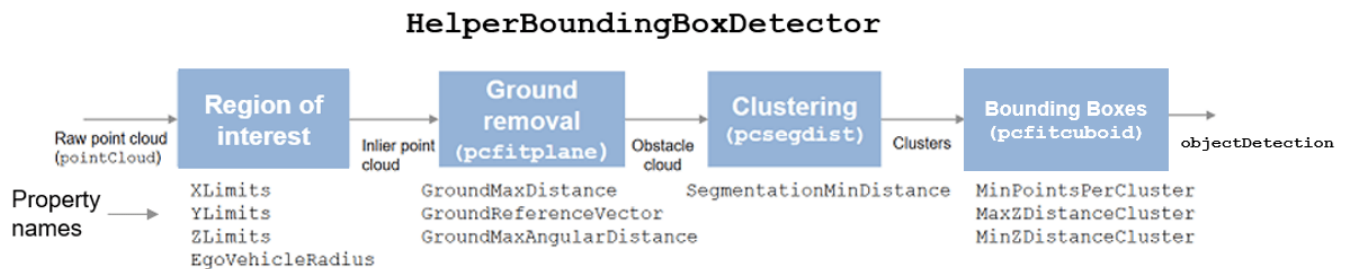 HelperBoundingBoxDetector
Raw point cloud
(pointCloud)
Region of
interest
Inlier point
cloud
Ground
removal
(pcfitplane)
Obstacle
cloud
Clustering
(pcsegdist)
Clusters
Bounding Boxes
(pcfitcuboid)
objectDetection
Property
names
XLimits
YLimits
ZLimits
EgoVehicleRadius
GroundMaxDistance
GroundReferenceVector
GroundMaxAngularDistance
SegmentationMinDistance
MinPointsPerCluster
MaxZDistanceCluster
MinZDistanceCluster